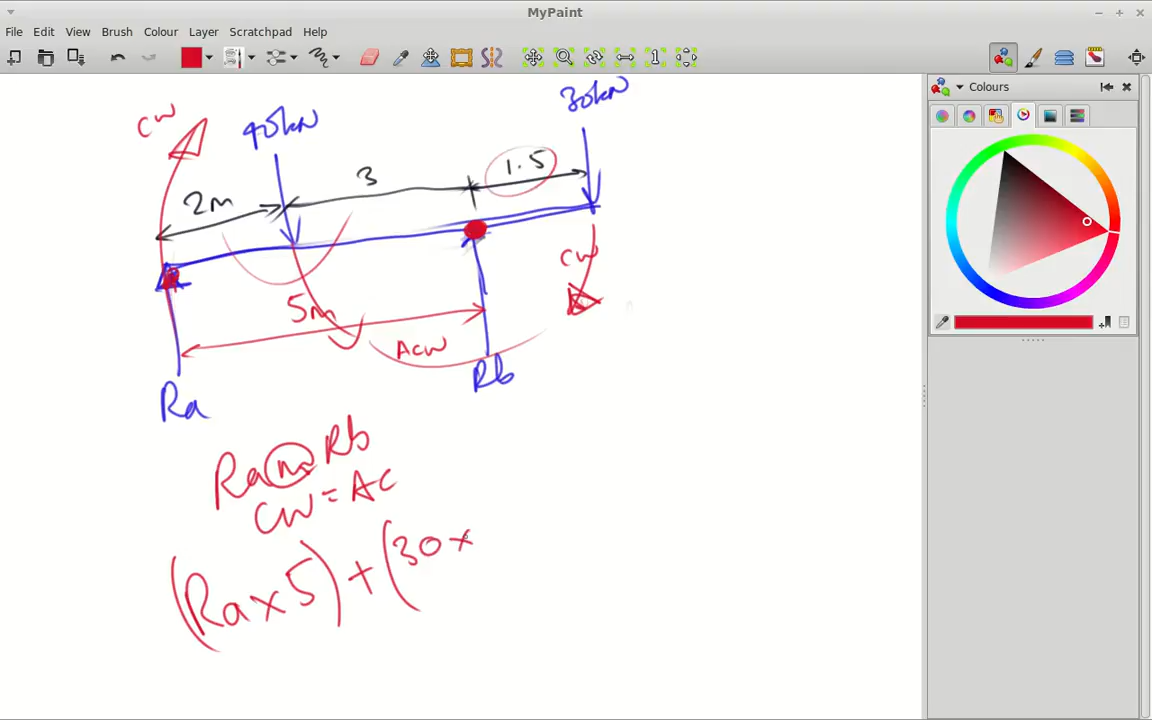 MyPaint
File Edit View Brush Colour Layer Scratchpad Help
Colours
cw
40kN
30kN
2m
3
1.5
cw
5m
ACW
Ra
Rb
Ra m Rb
CW = AC
(Ra x 5) + (30 x